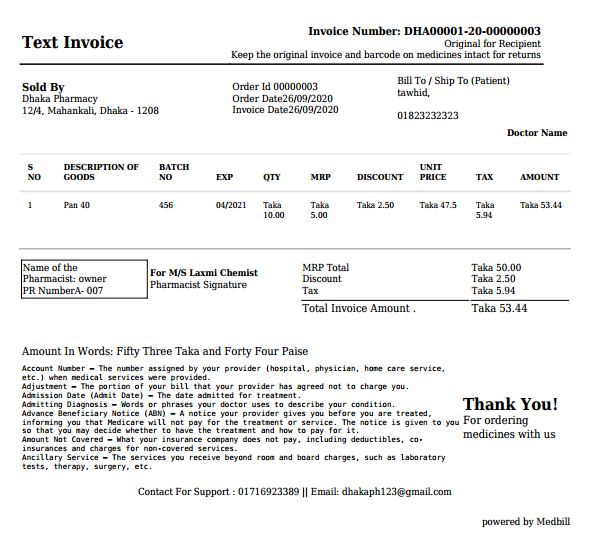 Text Invoice
Invoice Number: DHA00001-20-00000003
Original for Recipient
Keep the original invoice and barcode on medicines intact for returns
Sold By
Dhaka Pharmacy
12/4, Mahankali, Dhaka - 1208
Order Id 00000003
Order Date26/09/2020
Invoice Date26/09/2020
Bill To / Ship To (Patient)
tawhid,
01823232323
Doctor Name
S NO DESCRIPTION OF GOODS BATCH NO EXP QTY MRP DISCOUNT UNIT PRICE TAX AMOUNT
1 Pan 40 456 04/2021 Taka 10.00 Taka 5.00 Taka 2.50 Taka 47.5 Taka 5.94 Taka 53.44
Name of the
Pharmacist: owner
PR NumberA- 007
For M/S Laxmi Chemist
Pharmacist Signature
MRP Total Taka 50.00
Discount Taka 2.50
Tax Taka 5.94
Total Invoice Amount . Taka 53.44
Amount In Words: Fifty Three Taka and Forty Four Paise
Account Number – The number assigned by your provider (hospital, physician, home care service,
etc.) when medical services were provided.
Adjustment – The portion of your bill that your provider has agreed not to charge you.
Admission Date (Admit Date) – The date admitted for treatment.
Admitting Diagnosis – Words or phrases your doctor uses to describe your condition.
Advance Beneficiary Notice (ABN) – A notice your provider gives you before you are treated,
informing you that Medicare will not pay for the treatment or service. The notice is given to you
so that you may decide whether to have the treatment and how to pay for it.
Amount Not Covered – What your insurance company does not pay, including deductibles, co-
insurances and charges for non-covered services.
Ancillary Service – The services you receive beyond room and board charges, such as laboratory
tests, therapy, surgery, etc.
Thank You!
For ordering
medicines with us
Contact For Support : 01716923389 || Email: dhakaph123@gmail.com
powered by Medbill